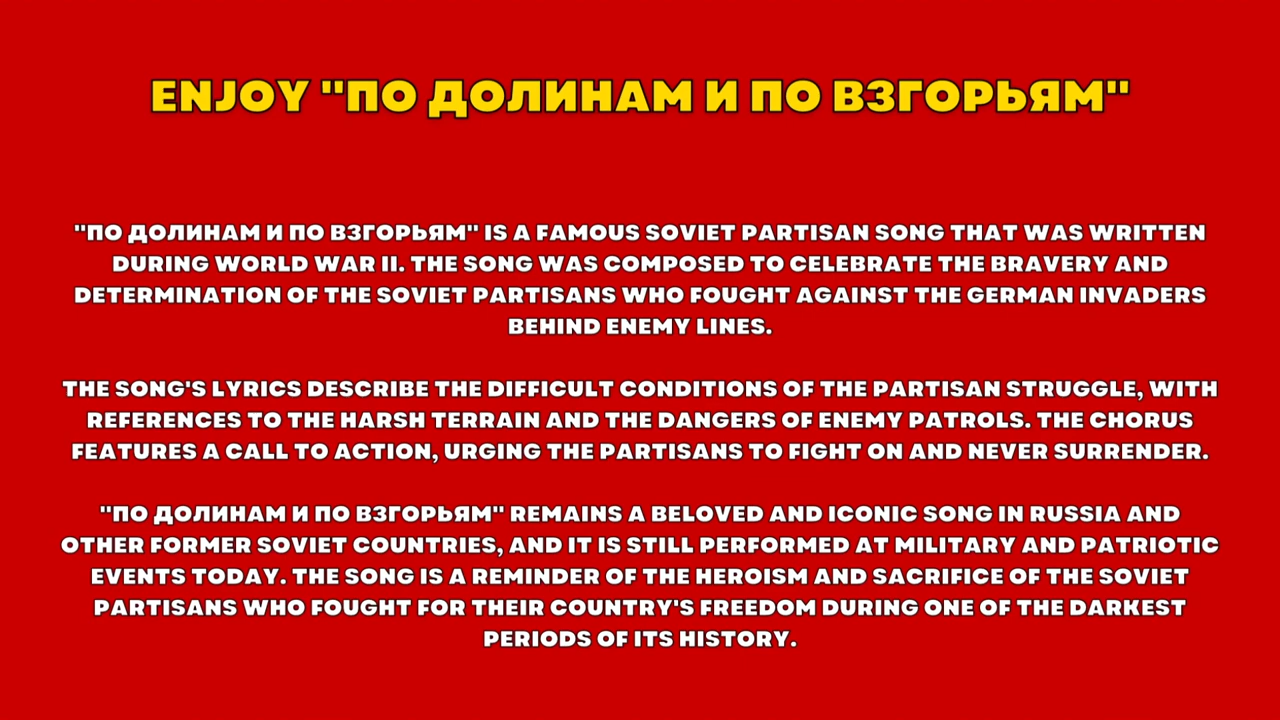 ENJOY "ПО ДОЛИНАМ И ПО ВЗГОРЬЯМ"
"ПО ДОЛИНАМ И ПО ВЗГОРЬЯМ" IS A FAMOUS SOVIET PARTISAN SONG THAT WAS WRITTEN
DURING WORLD WAR II. THE SONG WAS COMPOSED TO CELEBRATE THE BRAVERY AND
DETERMINATION OF THE SOVIET PARTISANS WHO FOUGHT AGAINST THE GERMAN INVADERS
BEHIND ENEMY LINES.
THE SONG'S LYRICS DESCRIBE THE DIFFICULT CONDITIONS OF THE PARTISAN STRUGGLE, WITH
REFERENCES TO THE HARSH TERRAIN AND THE DANGERS OF ENEMY PATROLS. THE CHORUS
FEATURES A CALL TO ACTION, URGING THE PARTISANS TO FIGHT ON AND NEVER SURRENDER.
"ПО ДОЛИНАМ И ПО ВЗГОРЬЯМ" REMAINS A BELOVED AND ICONIC SONG IN RUSSIA AND
OTHER FORMER SOVIET COUNTRIES, AND IT IS STILL PERFORMED AT MILITARY AND PATRIOTIC
EVENTS TODAY. THE SONG IS A REMINDER OF THE HEROISM AND SACRIFICE OF THE SOVIET
PARTISANS WHO FOUGHT FOR THEIR COUNTRY'S FREEDOM DURING ONE OF THE DARKEST
PERIODS OF ITS HISTORY.